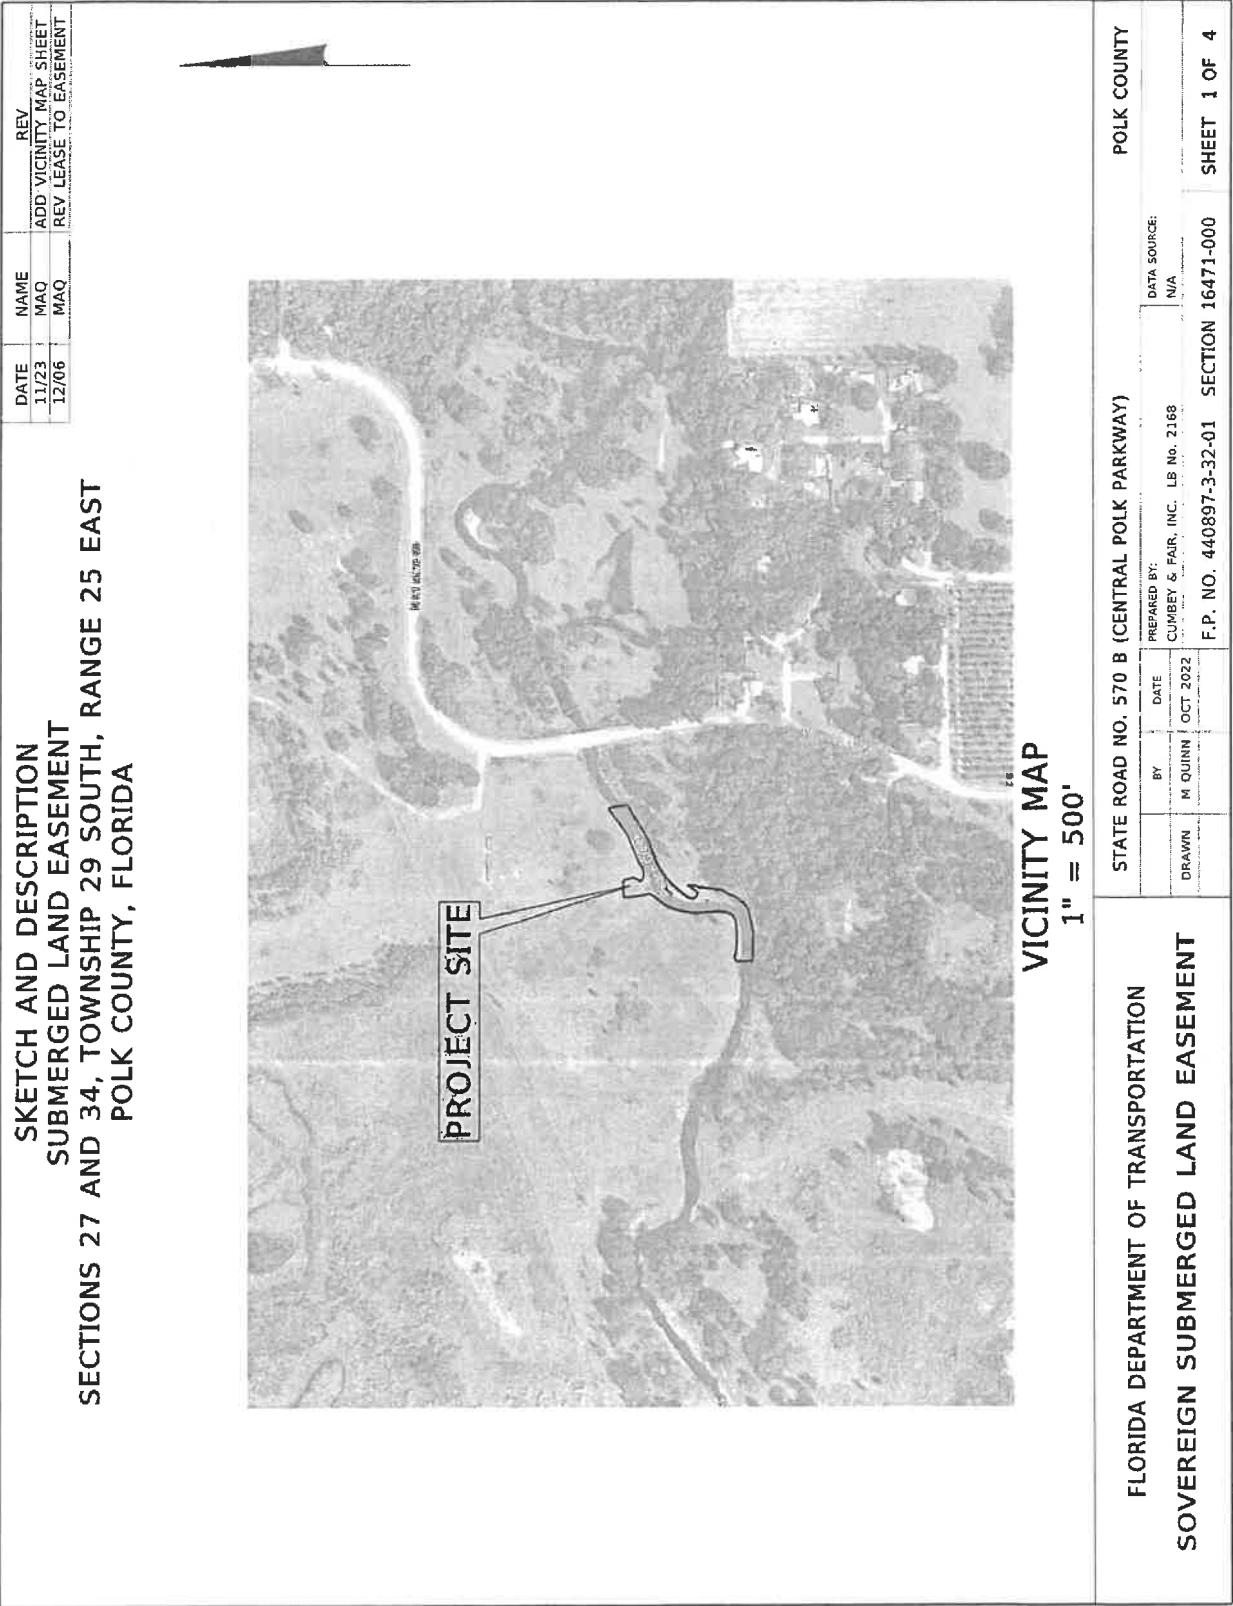 SKETCH AND DESCRIPTION
SUBMERGED LAND EASEMENT
SECTIONS 27 AND 34, TOWNSHIP 29 SOUTH, RANGE 25 EAST
POLK COUNTY, FLORIDA
DATE NAME REV
11/23 MAQ ADD VICINITY MAP SHEET
12/06 MAQ REV LEASE TO EASEMENT
PROJECT SITE
VICINITY MAP
1" = 500'
FLORIDA DEPARTMENT OF TRANSPORTATION
SOVEREIGN SUBMERGED LAND EASEMENT
STATE ROAD NO. 570 B (CENTRAL POLK PARKWAY) POLK COUNTY
BY DATE
DRAWN M QUINN OCT 2022
PREPARED BY:
CUMBEY & FAIR, INC. LB No. 2168
DATA SOURCE:
N/A
F.P. NO. 440897-3-32-01 SECTION 16471-000 SHEET 1 OF 4